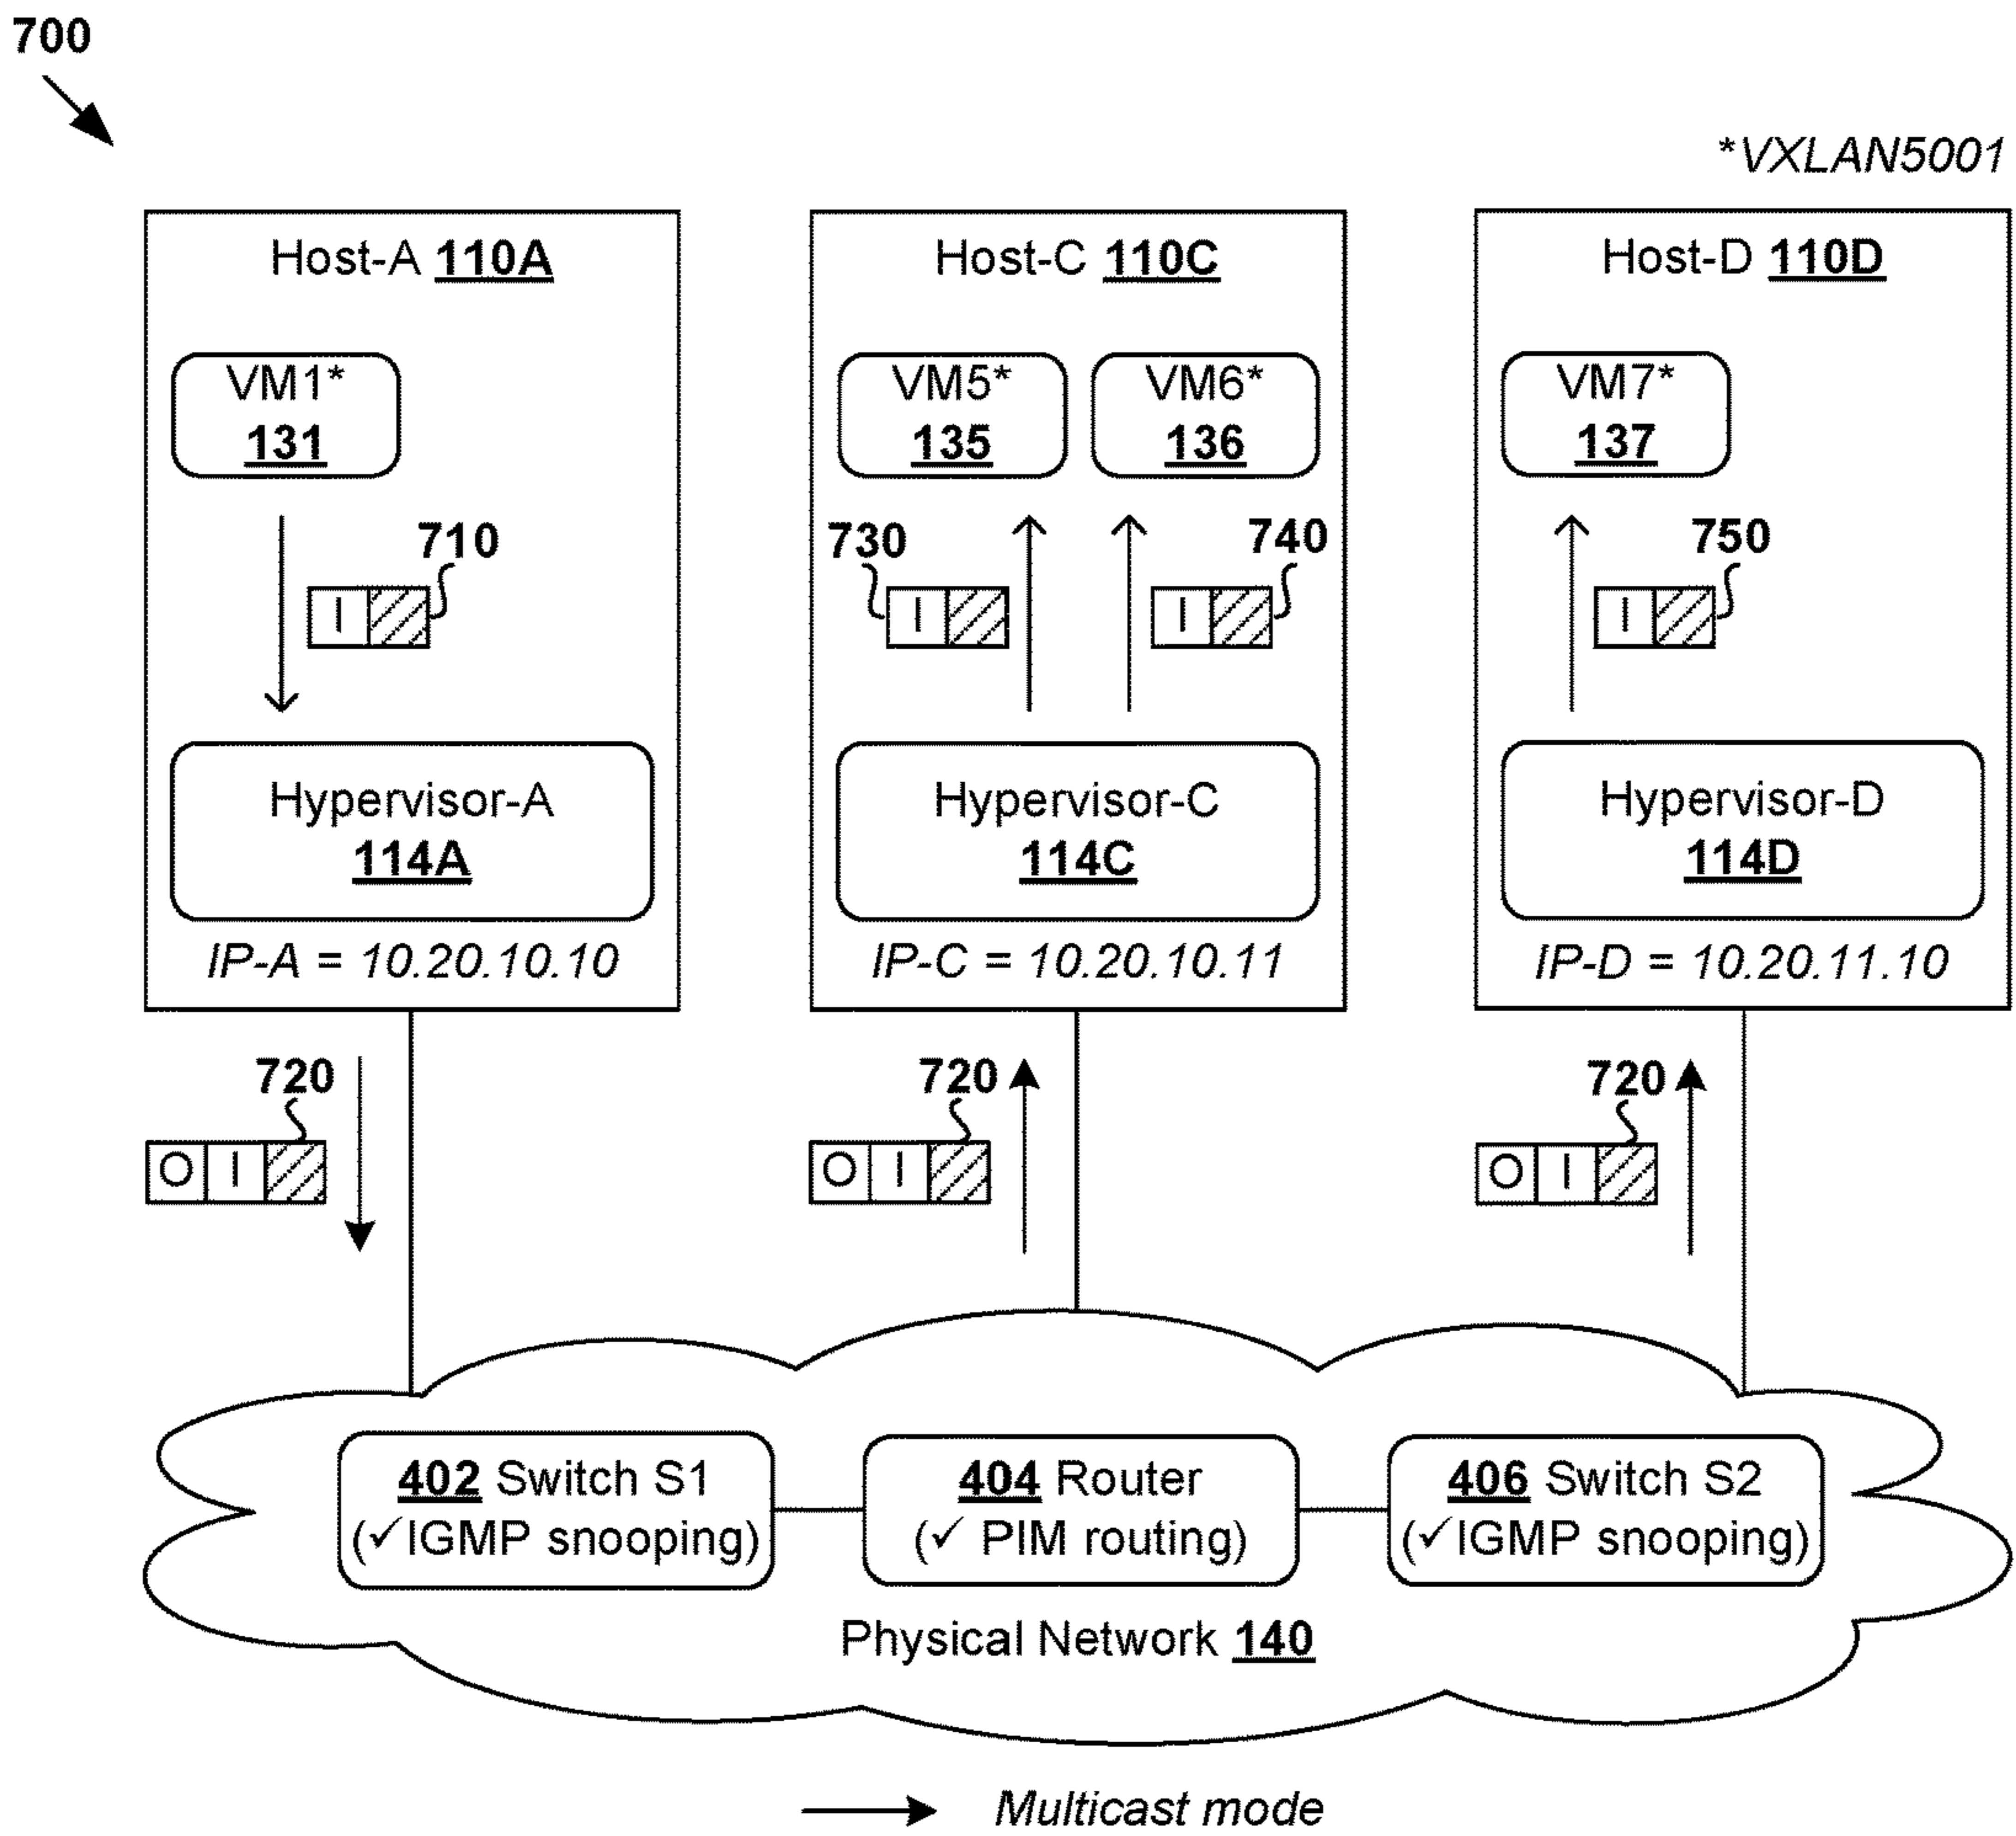 700
*VXLAN5001
Host-A 110A
Host-C 110C
Host-D 110D
VM1*
131
VM5*
135
VM6*
136
VM7*
137
710
730
740
750
I
I
I
I
Hypervisor-A
114A
Hypervisor-C
114C
Hypervisor-D
114D
IP-A = 10.20.10.10
IP-C = 10.20.10.11
IP-D = 10.20.11.10
720
720
720
O I
O I
O I
402 Switch S1
(✓IGMP snooping)
404 Router
(✓ PIM routing)
406 Switch S2
(✓IGMP snooping)
Physical Network 140
Multicast mode